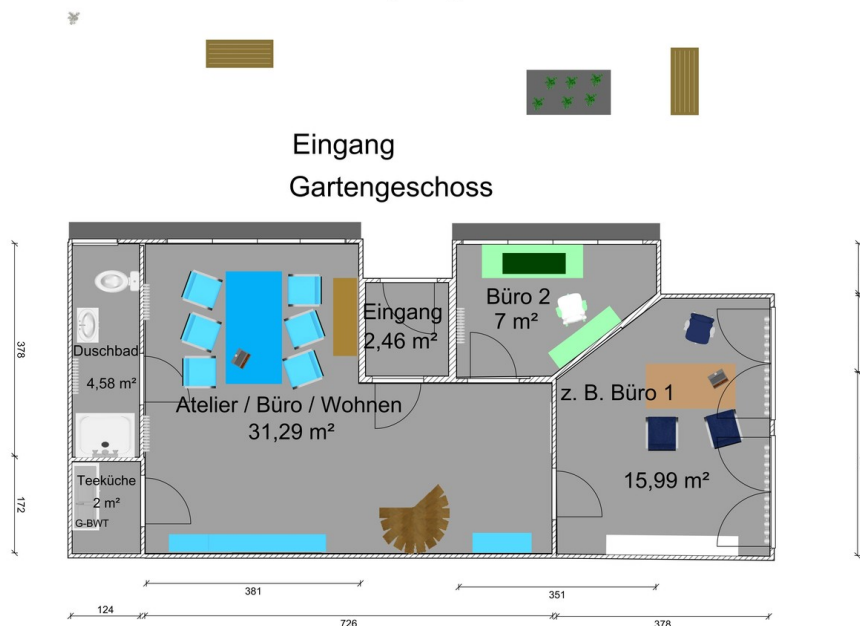 Eingang
Gartengeschoss
Eingang
2,46 m²
Büro 2
7 m²
378
Duschbad
4,58 m²
Atelier / Büro / Wohnen
31,29 m²
z. B. Büro 1
15,99 m²
Teeküche
2 m²
G-BWT
172
381
351
124
726
378